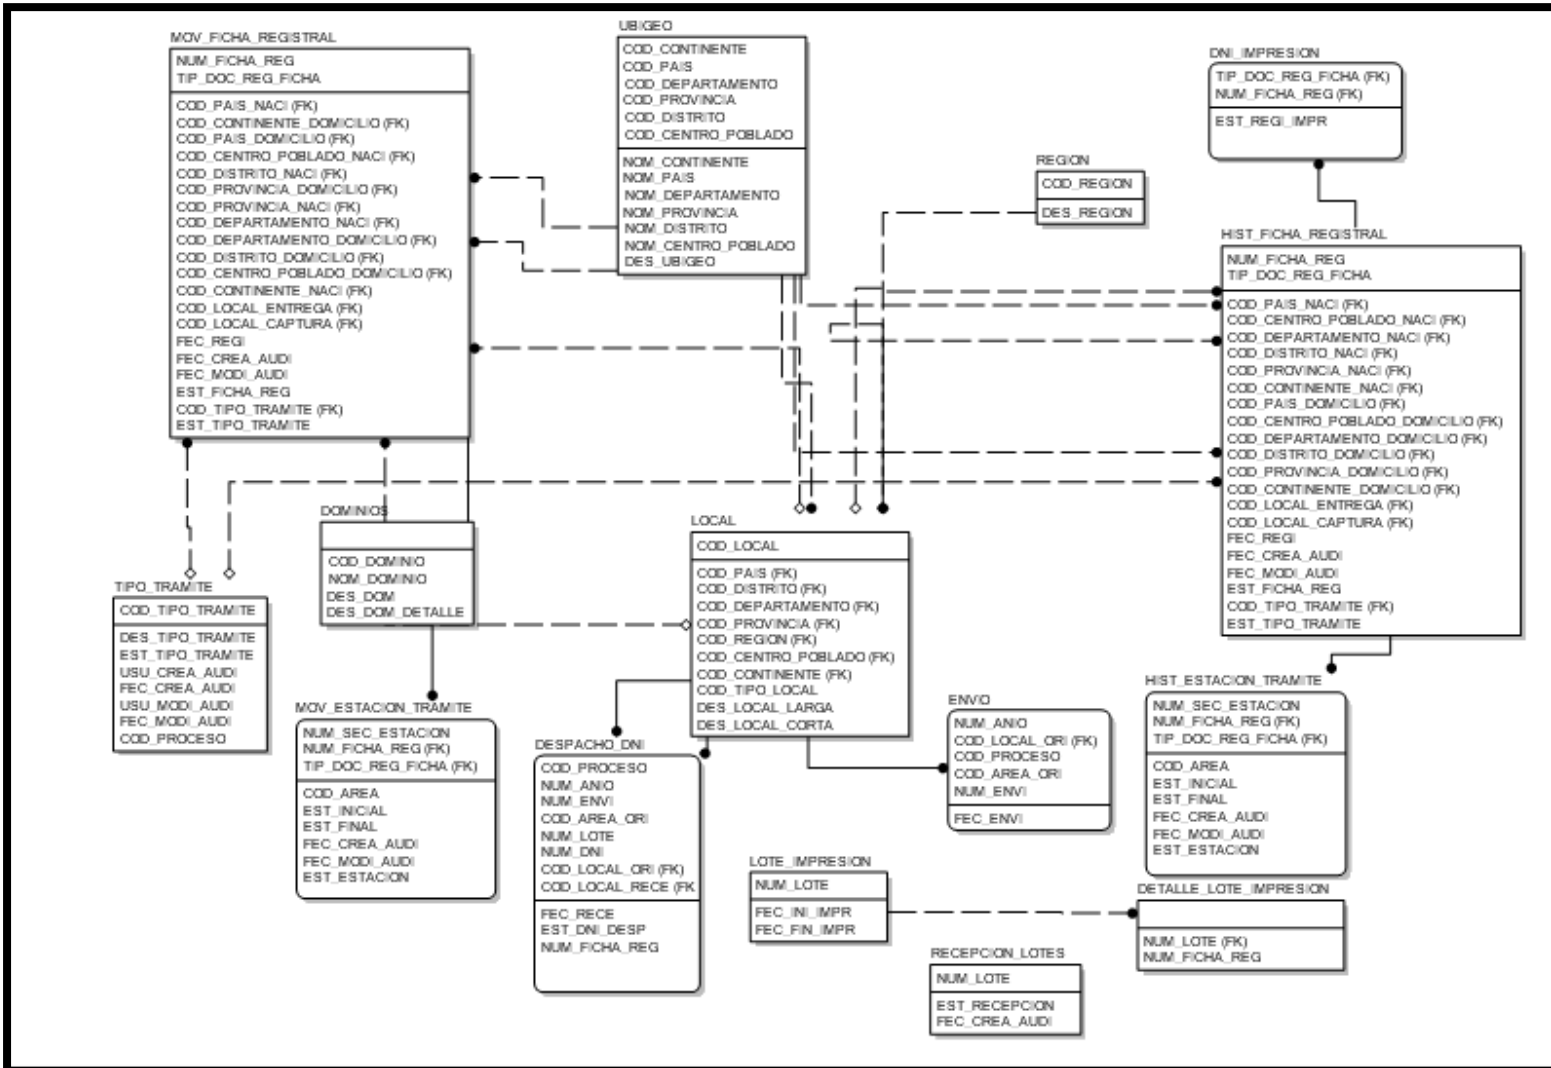 MOV_FICHA_REGISTRAL
NUM_FICHA_REG
TIP_DOC_REG_FICHA
COD_PAIS_NACI (FK)
COD_CONTINENTE_DOMICILIO (FK)
COD_PAIS_DOMICILIO (FK)
COD_CENTRO_POBLADO_NACI (FK)
COD_DISTRITO_NACI (FK)
COD_PROVINCIA_DOMICILIO (FK)
COD_PROVINCIA_NACI (FK)
COD_DEPARTAMENTO_NACI (FK)
COD_DEPARTAMENTO_DOMICILIO (FK)
COD_DISTRITO_DOMICILIO (FK)
COD_CENTRO_POBLADO_DOMICILIO (FK)
COD_CONTINENTE_NACI (FK)
COD_LOCAL_ENTREGA (FK)
COD_LOCAL_CAPTURA (FK)
FEC_REGI
FEC_CREA_AUDI
FEC_MODI_AUDI
EST_FICHA_REG
COD_TIPO_TRAMITE (FK)
EST_TIPO_TRAMITE
UBIGEO
COD_CONTINENTE
COD_PAIS
COD_DEPARTAMENTO
COD_PROVINCIA
COD_DISTRITO
COD_CENTRO_POBLADO
NOM_CONTINENTE
NOM_PAIS
NOM_DEPARTAMENTO
NOM_PROVINCIA
NOM_DISTRITO
NOM_CENTRO_POBLADO
DES_UBIGEO
DNI_IMPRESION
TIP_DOC_REG_FICHA (FK)
NUM_FICHA_REG (FK)
EST_REGI_IMPR
REGION
COD_REGION
DES_REGION
HIST_FICHA_REGISTRAL
NUM_FICHA_REG
TIP_DOC_REG_FICHA
COD_PAIS_NACI (FK)
COD_CENTRO_POBLADO_NACI (FK)
COD_DEPARTAMENTO_NACI (FK)
COD_DISTRITO_NACI (FK)
COD_PROVINCIA_NACI (FK)
COD_CONTINENTE_NACI (FK)
COD_PAIS_DOMICILIO (FK)
COD_CENTRO_POBLADO_DOMICILIO (FK)
COD_DEPARTAMENTO_DOMICILIO (FK)
COD_DISTRITO_DOMICILIO (FK)
COD_PROVINCIA_DOMICILIO (FK)
COD_CONTINENTE_DOMICILIO (FK)
COD_LOCAL_ENTREGA (FK)
COD_LOCAL_CAPTURA (FK)
FEC_REGI
FEC_CREA_AUDI
FEC_MODI_AUDI
EST_FICHA_REG
COD_TIPO_TRAMITE (FK)
EST_TIPO_TRAMITE
DOMINIOS
COD_DOMINIO
NOM_DOMINIO
DES_DOM
DES_DOM_DETALLE
LOCAL
COD_LOCAL
COD_PAIS (FK)
COD_DISTRITO (FK)
COD_DEPARTAMENTO (FK)
COD_PROVINCIA (FK)
COD_REGION (FK)
COD_CENTRO_POBLADO (FK)
COD_CONTINENTE (FK)
COD_TIPO_LOCAL
DES_LOCAL_LARGA
DES_LOCAL_CORTA
TIPO_TRAMITE
COD_TIPO_TRAMITE
DES_TIPO_TRAMITE
EST_TIPO_TRAMITE
USU_CREA_AUDI
FEC_CREA_AUDI
USU_MODI_AUDI
FEC_MODI_AUDI
COD_PROCESO
MOV_ESTACION_TRAMITE
NUM_SEC_ESTACION
NUM_FICHA_REG (FK)
TIP_DOC_REG_FICHA (FK)
COD_AREA
EST_INICIAL
EST_FINAL
FEC_CREA_AUDI
FEC_MODI_AUDI
EST_ESTACION
DESPACHO_DNI
COD_PROCESO
NUM_ANIO
NUM_ENVI
COD_AREA_ORI
NUM_LOTE
NUM_DNI
COD_LOCAL_ORI (FK)
COD_LOCAL_RECE (FK
FEC_RECE
EST_DNI_DESP
NUM_FICHA_REG
ENVIO
NUM_ANIO
COD_LOCAL_ORI (FK)
COD_PROCESO
COD_AREA_ORI
NUM_ENVI
FEC_ENVI
HIST_ESTACION_TRAMITE
NUM_SEC_ESTACION
NUM_FICHA_REG (FK)
TIP_DOC_REG_FICHA (FK)
COD_AREA
EST_INICIAL
EST_FINAL
FEC_CREA_AUDI
FEC_MODI_AUDI
EST_ESTACION
LOTE_IMPRESION
NUM_LOTE
FEC_INI_IMPR
FEC_FIN_IMPR
DETALLE_LOTE_IMPRESION
NUM_LOTE (FK)
NUM_FICHA_REG
RECEPCION_LOTES
NUM_LOTE
EST_RECEPCION
FEC_CREA_AUDI